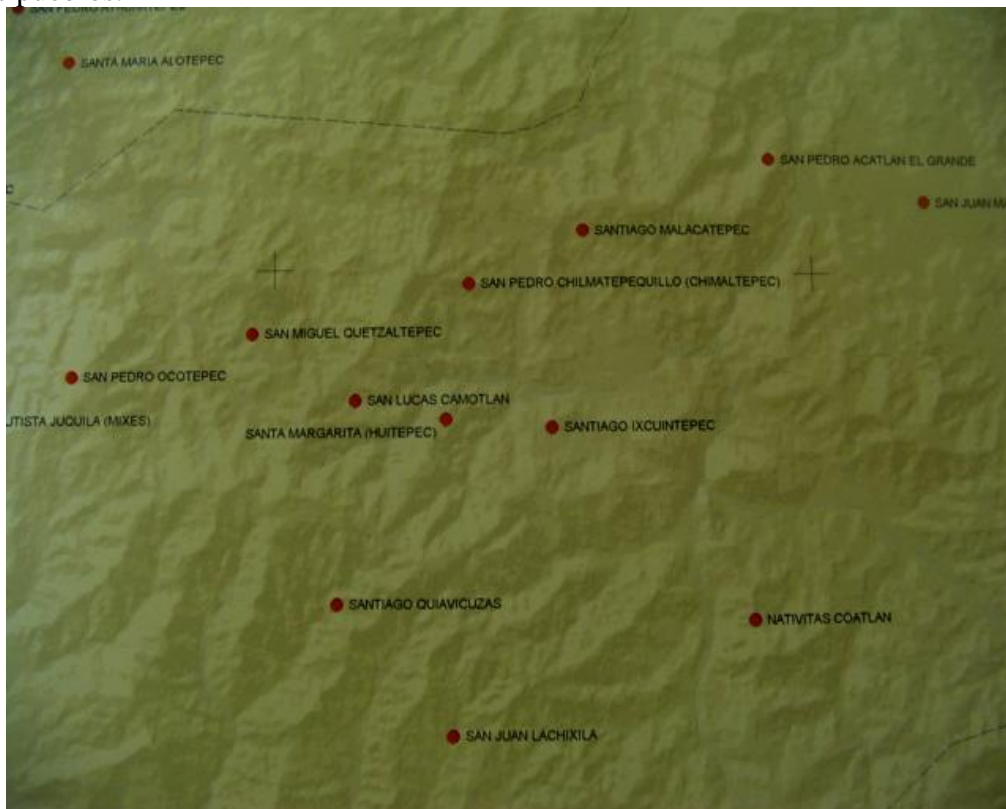 SANTA MARIA ALOTEPEC
SAN PEDRO ACATLAN EL GRANDE
SAN JUAN
SANTIAGO MALACATEPEC
SAN PEDRO CHILMATEPEQUILLO (CHIMALTEPEC)
SAN MIGUEL QUETZALTEPEC
SAN PEDRO OCOTEPEC
SAN LUCAS CAMOTLAN
JUQUILA (MIXES)
SANTA MARGARITA (HUITEPEC)
SANTIAGO IXCUINTEPEC
SANTIAGO QUIAVICUZAS
NATIVITAS COATLAN
SAN JUAN LACHIXILA